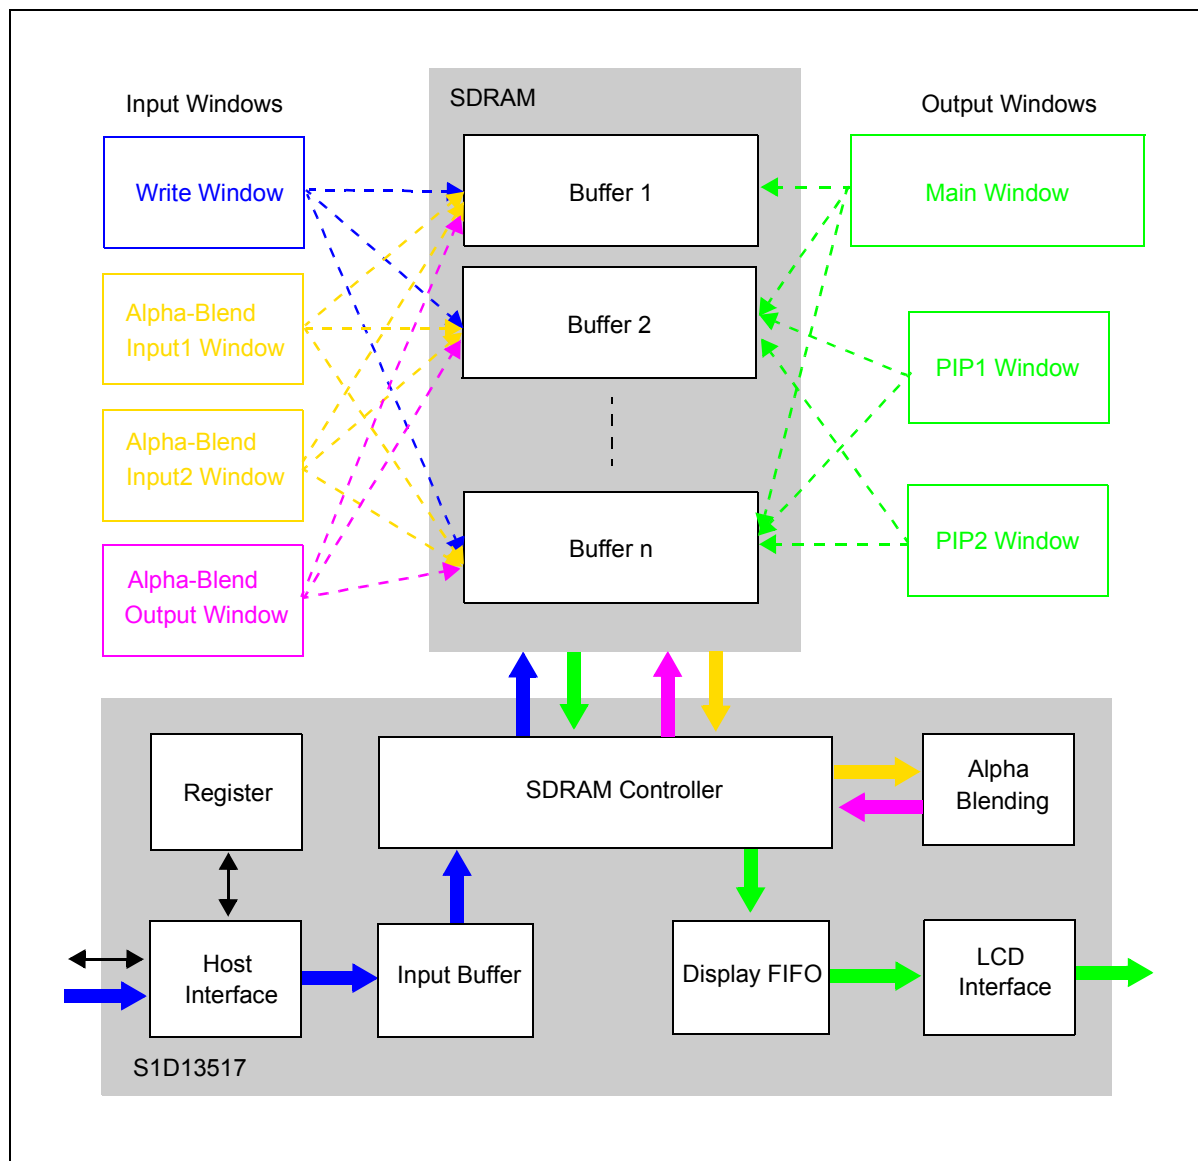 Input Windows
SDRAM
Output Windows
Write Window
Buffer 1
Main Window
Alpha-Blend
Input1 Window
Buffer 2
PIP1 Window
Alpha-Blend
Input2 Window
Buffer n
PIP2 Window
Alpha-Blend
Output Window
Register
SDRAM Controller
Alpha
Blending
Host
Interface
Input Buffer
Display FIFO
LCD
Interface
S1D13517